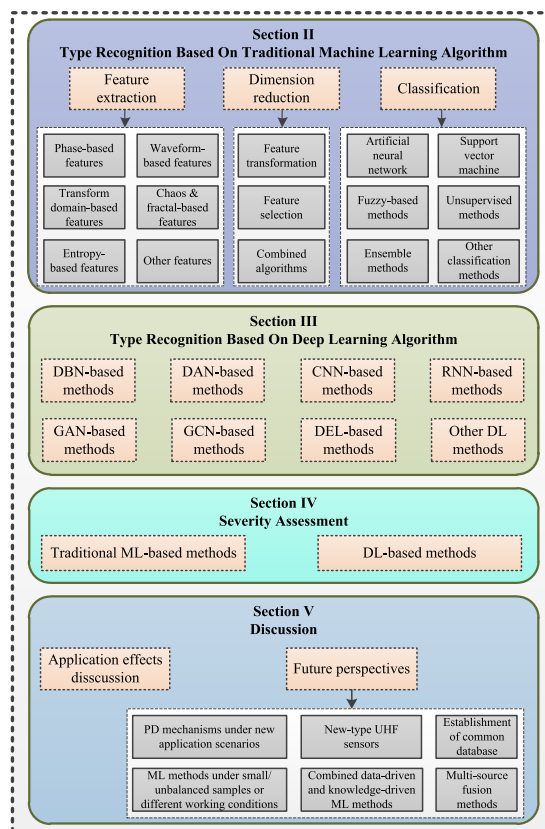 Section II
Type Recognition Based On Traditional Machine Learning Algorithm
Feature
extraction
Dimension
reduction
Classification
Phase-based
features
Waveform-
based features
Transform
domain-based
features
Chaos &
fractal-based
features
Entropy-
based features
Other features
Feature
transformation
Feature
selection
Combined
algorithms
Artificial
neural
network
Support
vector
machine
Fuzzy-based
methods
Unsupervised
methods
Ensemble
methods
Other
classification
methods
Section III
Type Recognition Based On Deep Learning Algorithm
DBN-based
methods
DAN-based
methods
CNN-based
methods
RNN-based
methods
GAN-based
methods
GCN-based
methods
DEL-based
methods
Other DL
methods
Section IV
Severity Assessment
Traditional ML-based methods
DL-based methods
Section V
Discussion
Application effects
disscussion
Future perspectives
PD mechanisms under new
application scenarios
New-type UHF
sensors
Establishment
of common
database
ML methods under small/
unbalanced samples or
different working conditions
Combined data-driven
and knowledge-driven
ML methods
Multi-source
fusion
methods